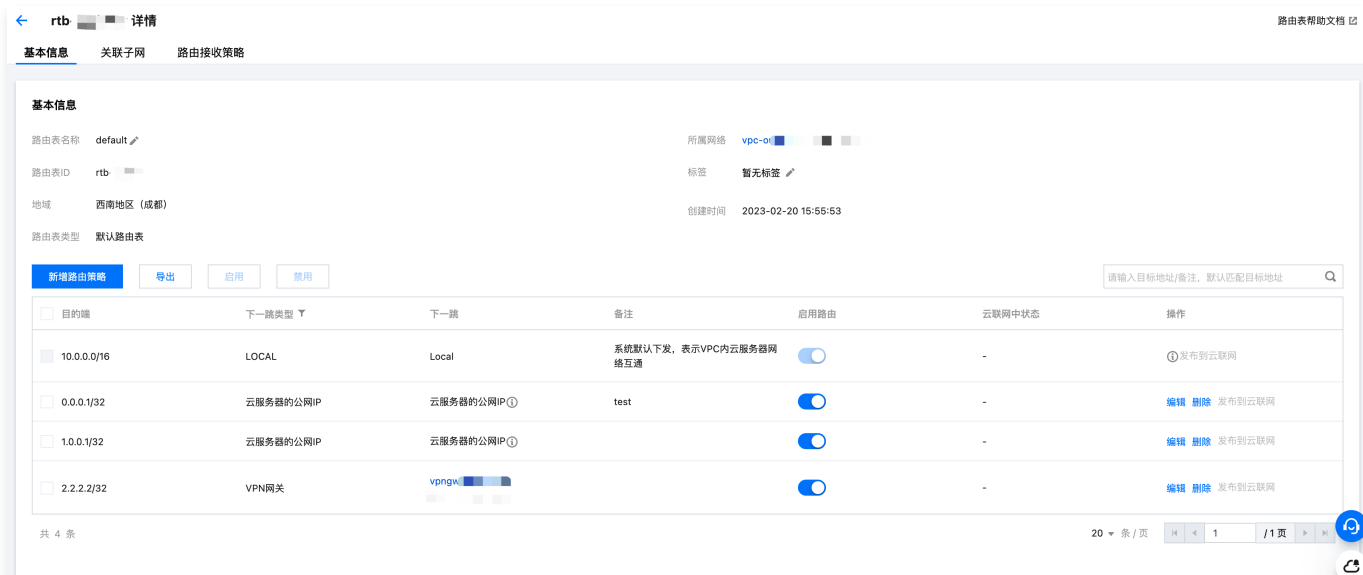 rtb- 详情
路由表帮助文档
基本信息 关联子网 路由接收策略
基本信息
路由表名称 default
所属网络 vpc-o
路由表ID rtb-
标签 暂无标签
地域 西南地区（成都）
创建时间 2023-02-20 15:55:53
路由表类型 默认路由表
新增路由策略 导出 启用 禁用
请输入目标地址/备注，默认匹配目标地址
目的端 下一跳类型 下一跳 备注 启用路由 云联网中状态 操作
10.0.0.0/16 LOCAL Local 系统默认下发，表示VPC内云服务器网 - 发布到云联网
络互通
0.0.0.1/32 云服务器的公网IP 云服务器的公网IP test - 编辑 删除 发布到云联网
1.0.0.1/32 云服务器的公网IP 云服务器的公网IP - 编辑 删除 发布到云联网
2.2.2.2/32 VPN网关 vpngw - 编辑 删除 发布到云联网
共 4 条 20 条 / 页 1 / 1 页